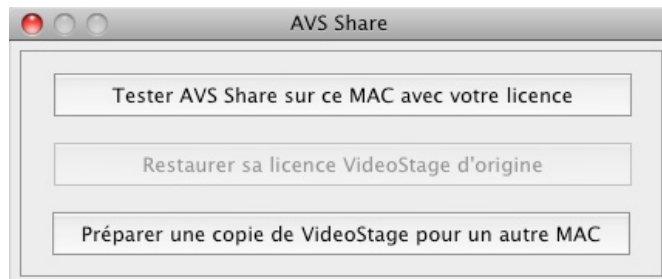 AVS Share
Tester AVS Share sur ce MAC avec votre licence
Restaurer sa licence VideoStage d'origine
Préparer une copie de VideoStage pour un autre MAC